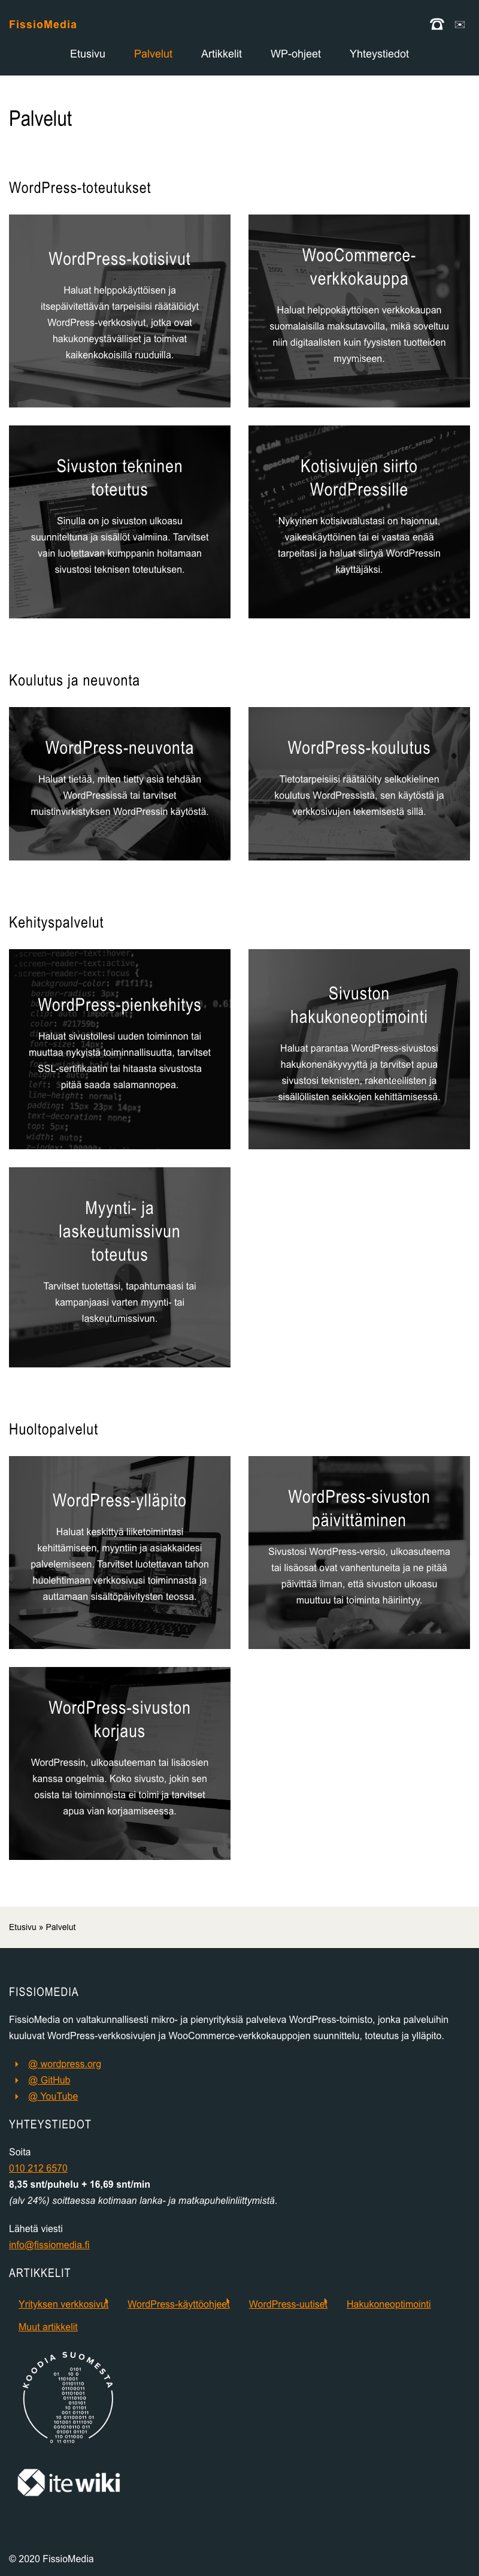 FissioMedia
Etusivu Palvelut Artikkelit WP-ohjeet Yhteystiedot
Palvelut
WordPress-toteutukset
WordPress-kotisivut
Haluat helppokäyttöisen ja
itsepäivitettävän tarpeisiisi räätälöidyt
WordPress-verkkosivut, jotka ovat
hakukoneystävälliset ja toimivat
kaikenkokoisilla ruuduilla.
WooCommerce-
verkkokauppa
Haluat helppokäyttöisen verkkokaupan
suomalaisilla maksutavoilla, mikä soveltuu
niin digitaalisten kuin fyysisten tuotteiden
myymiseen.
Sivuston tekninen
toteutus
Sinulla on jo sivuston ulkoasu
suunniteltuna ja sisällöt valmiina. Tarvitset
vain luotettavan kumppanin hoitamaan
sivustosi teknisen toteutuksen.
Kotisivujen siirto
WordPressille
Nykyinen kotisivualustasi on hajonnut,
vaikeakäyttöinen tai ei vastaa enää
tarpeitasi ja haluat siirtyä WordPressin
käyttäjäksi.
Koulutus ja neuvonta
WordPress-neuvonta
Haluat tietää, miten tietty asia tehdään
WordPressissä tai tarvitset
muistinvirkistyksen WordPressin käytöstä.
WordPress-koulutus
Tietotarpeisiisi räätälöity selkokielinen
koulutus WordPressistä, sen käytöstä ja
verkkosivujen tekemisestä sillä.
Kehityspalvelut
WordPress-pienkehitys
Haluat sivustollesi uuden toiminnon tai
muuttaa nykyistä toiminnallisuutta, tarvitset
SSL-sertifikaatin tai hitaasta sivustosta
pitää saada salamannopea.
Sivuston
hakukoneoptimointi
Haluat parantaa WordPress-sivustosi
hakukonenäkyvyyttä ja tarvitset apua
sivustosi teknisten, rakenteellisten ja
sisällöllisten seikkojen kehittämisessä.
Myynti- ja
laskeutumissivun
toteutus
Tarvitset tuotettasi, tapahtumaasi tai
kampanjaasi varten myynti- tai
laskeutumissivun.
Huoltopalvelut
WordPress-ylläpito
Haluat keskittyä liiketoimintasi
kehittämiseen, myyntiin ja asiakkaidesi
palvelemiseen. Tarvitset luotettavan tahon
huolehtimaan verkkosivusi toiminnasta ja
auttamaan sisältöpäivitysten teossa.
WordPress-sivuston
päivittäminen
Sivustosi WordPress-versio, ulkoasuteema
tai lisäosat ovat vanhentuneita ja ne pitää
päivittää ilman, että sivuston ulkoasu
muuttuu tai toiminta häiriintyy.
WordPress-sivuston
korjaus
WordPressin, ulkoasuteeman tai lisäosien
kanssa ongelmia. Koko sivusto, jokin sen
osista tai toiminnoista ei toimi ja tarvitset
apua vian korjaamiseessa.
Etusivu » Palvelut
FISSIOMEDIA
FissioMedia on valtakunnallisesti mikro- ja pienyrityksiä palveleva WordPress-toimisto, jonka palveluihin
kuuluvat WordPress-verkkosivujen ja WooCommerce-verkkokauppojen suunnittelu, toteutus ja ylläpito.
@ wordpress.org
@ GitHub
@ YouTube
YHTEYSTIEDOT
Soita
010 212 6570
8,35 snt/puhelu + 16,69 snt/min
(alv 24%) soittaessa kotimaan lanka- ja matkapuhelinliittymistä.
Lähetä viesti
info@fissiomedia.fi
ARTIKKELIT
Yrityksen verkkosivut WordPress-käyttöohjeet WordPress-uutiset Hakukoneoptimointi
Muut artikkelit
KOODIA SUOMESTA
itewiki
© 2020 FissioMedia